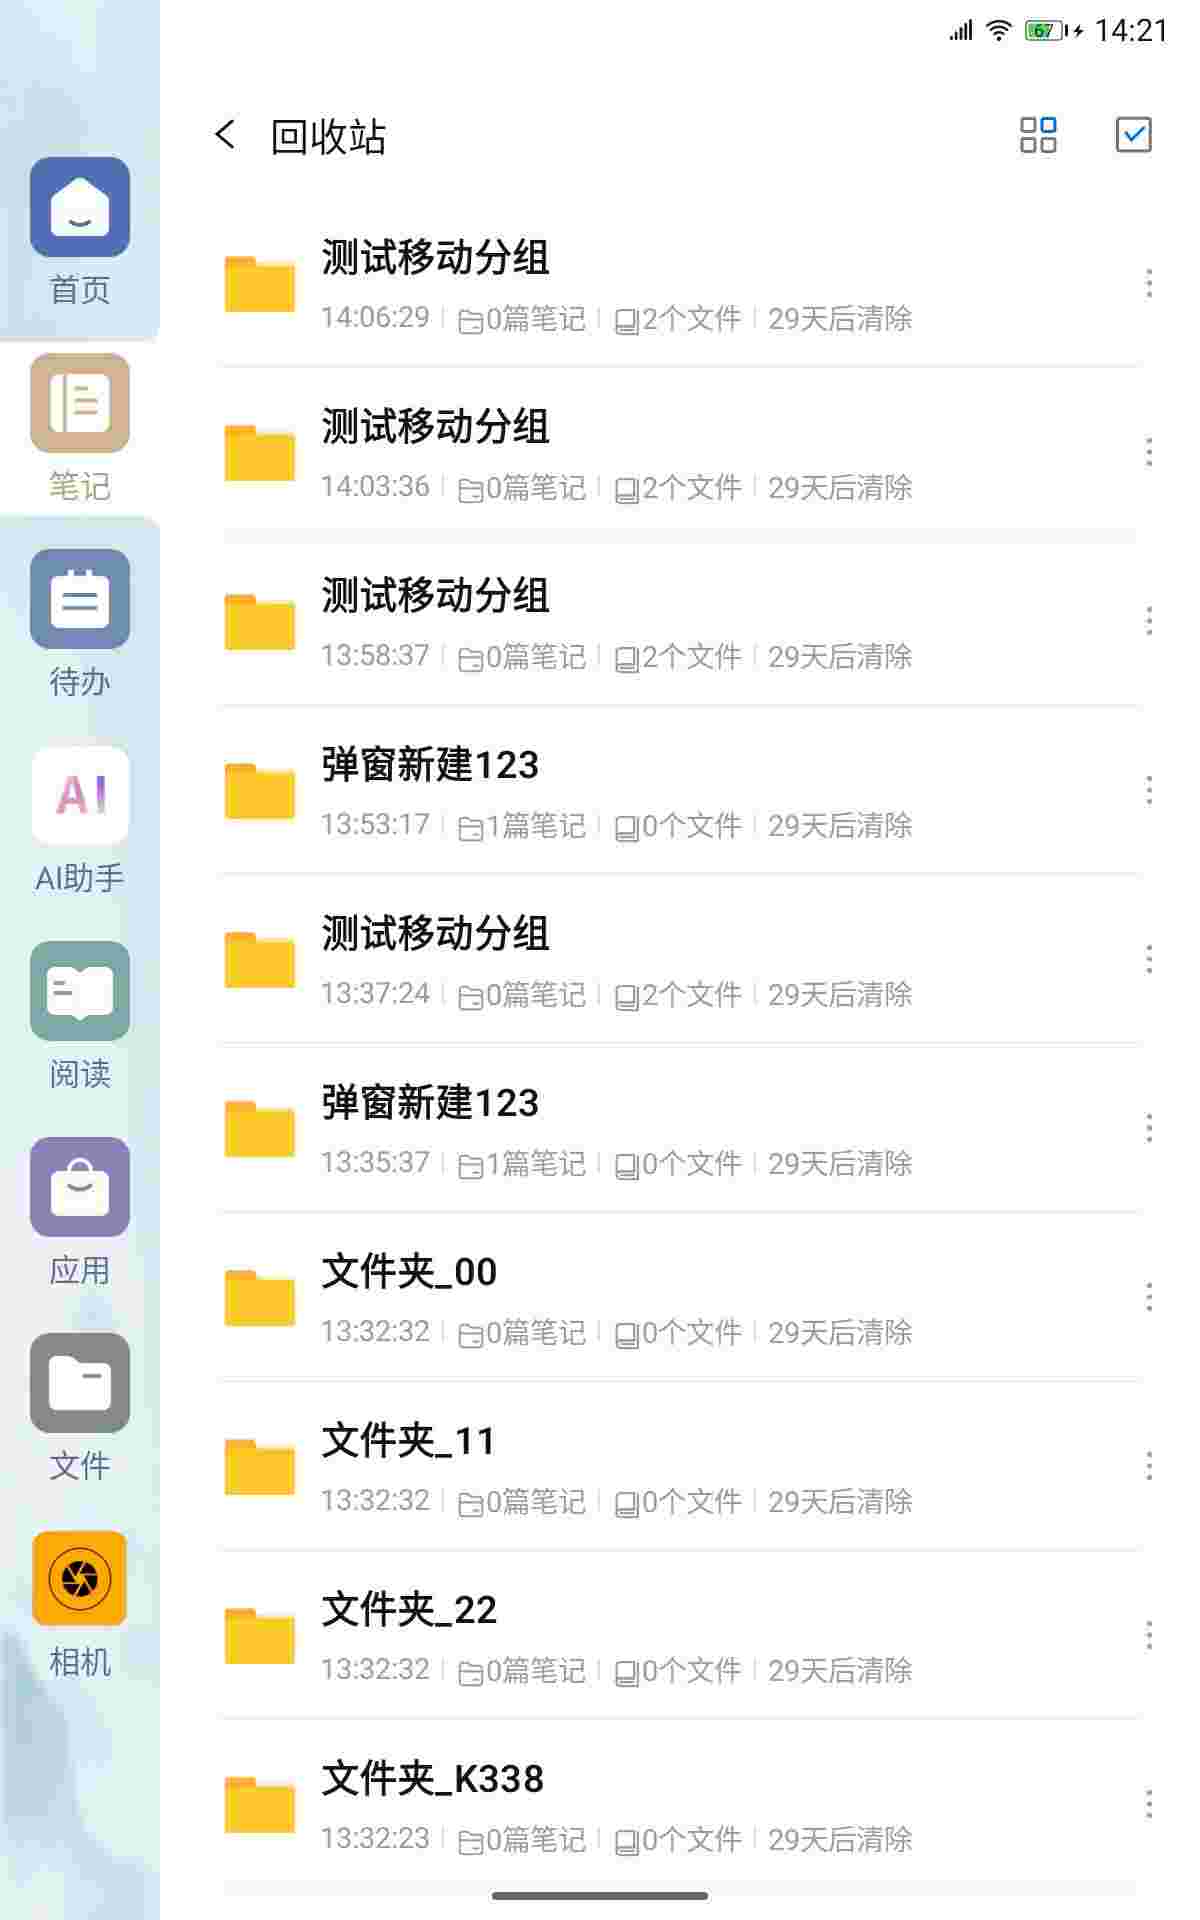 67 14:21
回收站
首页
笔记
待办
AI
AI助手
阅读
应用
文件
相机
测试移动分组
14:06:29 0篇笔记 2个文件 29天后清除
测试移动分组
14:03:36 0篇笔记 2个文件 29天后清除
测试移动分组
13:58:37 0篇笔记 2个文件 29天后清除
弹窗新建123
13:53:17 1篇笔记 0个文件 29天后清除
测试移动分组
13:37:24 0篇笔记 2个文件 29天后清除
弹窗新建123
13:35:37 1篇笔记 0个文件 29天后清除
文件夹_00
13:32:32 0篇笔记 0个文件 29天后清除
文件夹_11
13:32:32 0篇笔记 0个文件 29天后清除
文件夹_22
13:32:32 0篇笔记 0个文件 29天后清除
文件夹_K338
13:32:23 0篇笔记 0个文件 29天后清除